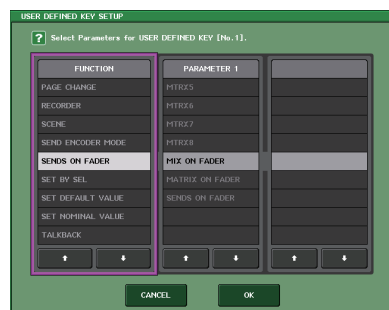 USER DEFINED KEY SETUP
? Select Parameters for USER DEFINED KEY [No.1].
FUNCTION
PAGE CHANGE
RECORDER
SCENE
SEND ENCODER MODE
SENDS ON FADER
SET BY SEL
SET DEFAULT VALUE
SET NOMINAL VALUE
TALKBACK
PARAMETER 1
MTRX5
MTRX6
MTRX7
MTRX8
MIX ON FADER
MATRIX ON FADER
SENDS ON FADER
CANCEL
OK